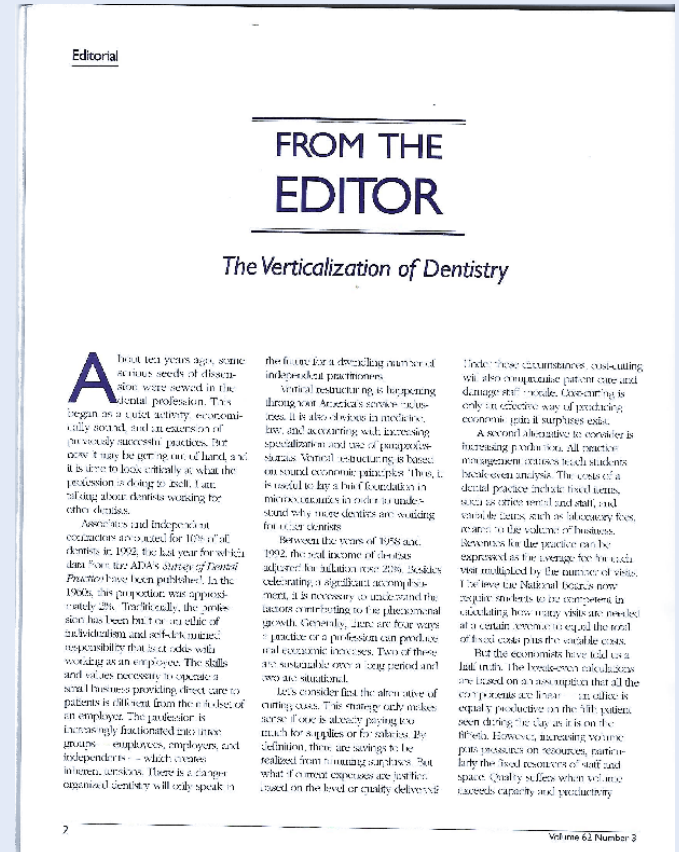 Editorial
FROM THE
EDITOR
The Verticalization of Dentistry
About ten years ago, some
serious seeds of dissen-
sion were sewed in the
dental profession. This
began as a quiet activity, economi-
cally sound, and an extension of
previously successful practices. But
now it may be getting out of hand, and
it is time to look critically at what the
profession is doing to itself. I am
talking about dentists working for
other dentists.
Associates and independent
contractors accounted for 10% of all
dentists in 1992, the last year for which
data from the ADA's Survey of Dental
Practice have been published. In the
1960s, this proportion was approxi-
mately 2%. Traditionally, the profes-
sion has been built on an ethic of
individualism and self-determined
responsibility that is at odds with
working as an employee. The skills
and values necessary to operate a
small business providing direct care to
patients is different from the mindset of
an employer. The profession is
increasingly fractionated into three
groups — employees, employers, and
independents — which creates
inherent tensions. There is a danger
organized dentistry will only speak in
the future for a dwindling number of
independent practitioners.
Vertical restructuring is happening
throughout America's service indus-
tries. It is also obvious in medicine,
law, and accounting with increasing
specialization and use of paraprofes-
sionals. Vertical restructuring is based
on sound economic principles. Thus, it
is useful to lay a brief foundation in
microeconomics in order to under-
stand why more dentists are working
for other dentists.
Between the years of 1958 and
1992, the real income of dentists
adjusted for inflation rose 20%. Besides
celebrating a significant accomplish-
ment, it is necessary to understand the
factors contributing to the phenomenal
growth. Generally, there are four ways
a practice or a profession can produce
real economic increases. Two of these
are sustainable over a long period and
two are situational.
Let's consider first the alternative of
cutting costs. This strategy only makes
sense if one is already paying too
much for supplies or for salaries. By
definition, there are savings to be
realized from trimming surpluses. But
what if current expenses are justified
based on the level or quality delivered?
Under these circumstances, cost-cutting
will also compromise patient care and
damage staff morale. Cost-cutting is
only an effective way of producing
economic gain if surpluses exist.
A second alternative to consider is
increasing production. All practice
management courses teach students
break-even analysis. The costs of a
dental practice include fixed items,
such as office rental and staff, and
variable items, such as laboratory fees,
related to the volume of business.
Revenues for the practice can be
expressed as the average fee for each
visit multiplied by the number of visits.
I believe the National Boards now
require students to be competent in
calculating how many visits are needed
at a certain revenue to equal the total
of fixed costs plus the variable costs.
But the economists have told us a
half truth. The break-even calculations
are based on an assumption that all the
components are linear — an office is
equally productive on the fifth patient
seen during the day as it is on the
fiftieth. However, increasing volume
puts pressures on resources, particu-
larly the fixed resources of staff and
space. Quality suffers when volume
exceeds capacity and productivity
2
Volume 62 Number 3